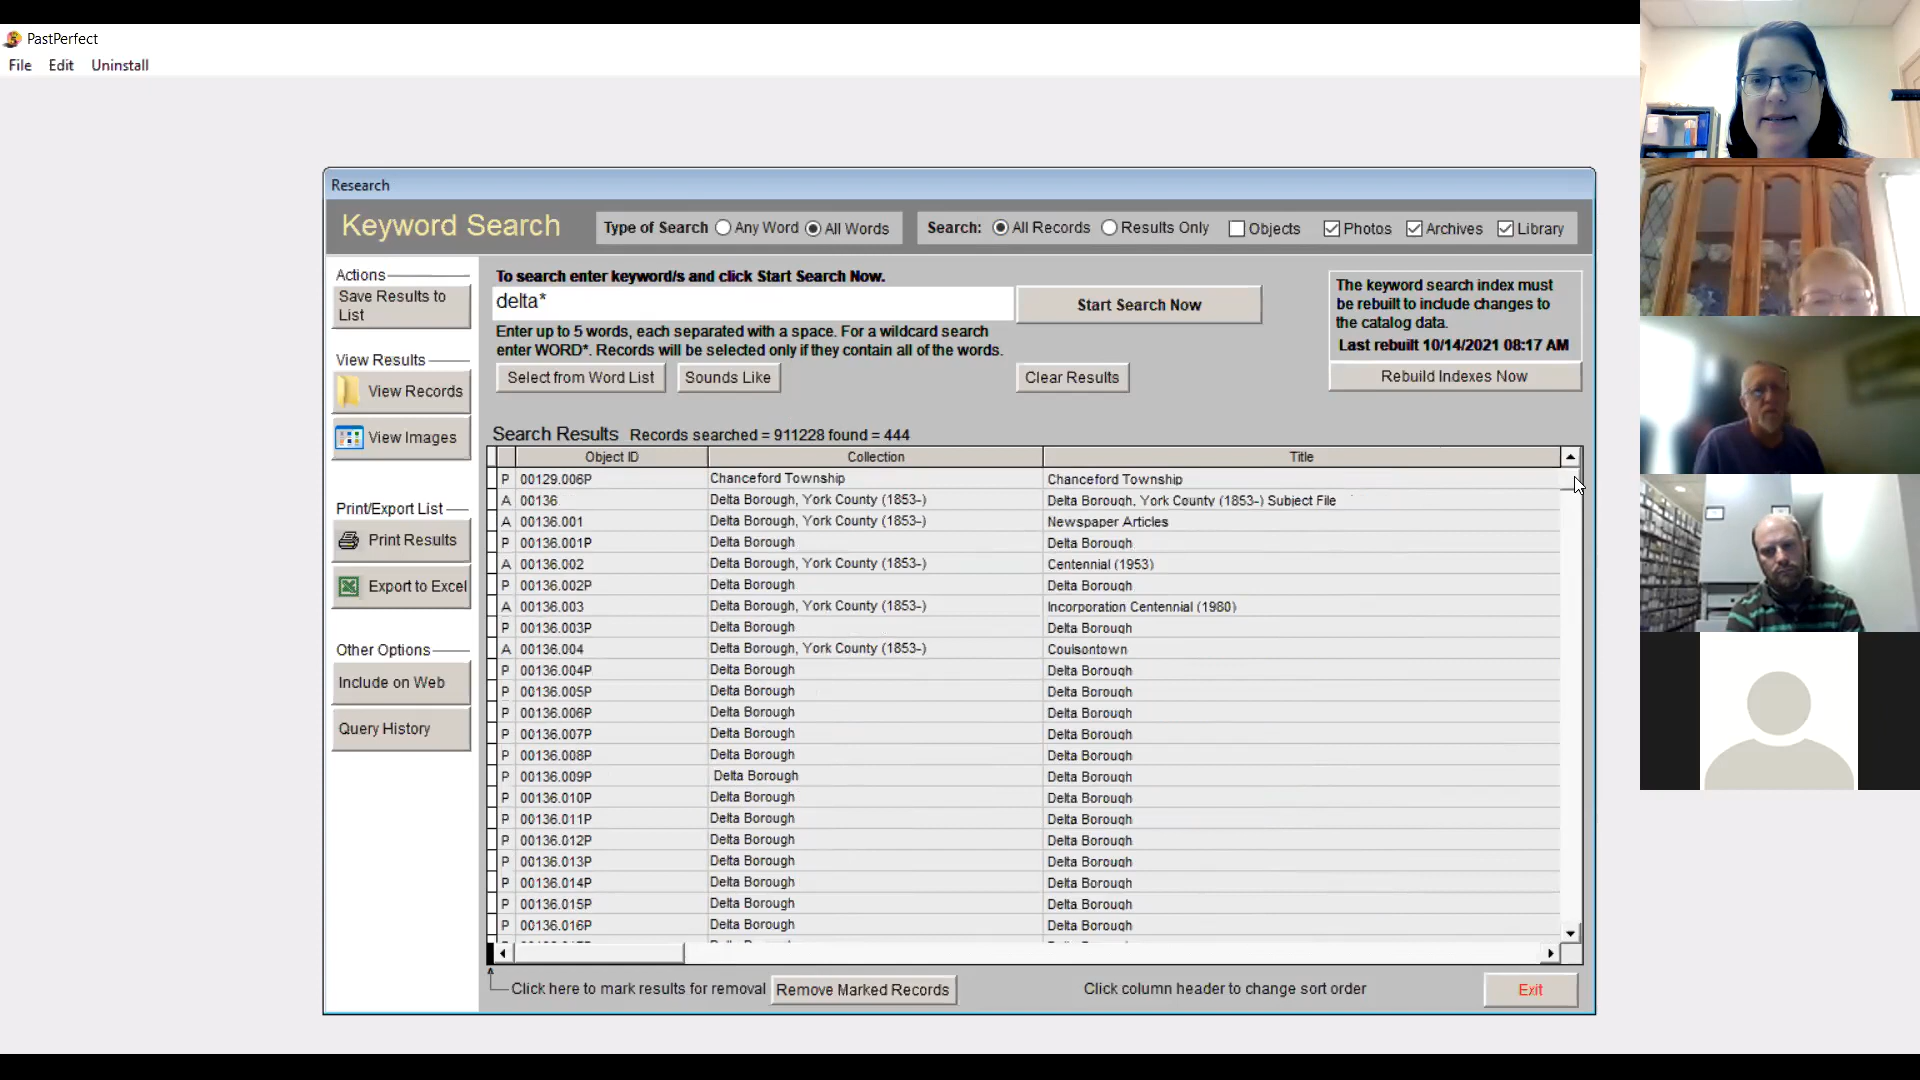 PastPerfect
File Edit Uninstall
Research
Keyword Search
Type of Search Any Word All Words
Search: All Records Results Only Objects Photos Archives Library
Actions
Save Results to
List
View Results
View Records
View Images
Print/Export List
Print Results
Export to Excel
Other Options
Include on Web
Query History
To search enter keyword/s and click Start Search Now.
delta*
Start Search Now
Enter up to 5 words, each separated with a space. For a wildcard search
enter WORD*. Records will be selected only if they contain all of the words.
Select from Word List Sounds Like Clear Results
The keyword search index must
be rebuilt to include changes to
the catalog data.
Last rebuilt 10/14/2021 08:17 AM
Rebuild Indexes Now
Search Results Records searched = 911228 found = 444
Object ID Collection Title
P 00129.006P Chanceford Township Chanceford Township
A 00136 Delta Borough, York County (1853-) Delta Borough, York County (1853-) Subject File
A 00136.001 Delta Borough, York County (1853-) Newspaper Articles
P 00136.001P Delta Borough Delta Borough
A 00136.002 Delta Borough, York County (1853-) Centennial (1953)
P 00136.002P Delta Borough Delta Borough
A 00136.003 Delta Borough, York County (1853-) Incorporation Centennial (1980)
P 00136.003P Delta Borough Delta Borough
A 00136.004 Delta Borough, York County (1853-) Coulsontown
P 00136.004P Delta Borough Delta Borough
P 00136.005P Delta Borough Delta Borough
P 00136.006P Delta Borough Delta Borough
P 00136.007P Delta Borough Delta Borough
P 00136.008P Delta Borough Delta Borough
P 00136.009P Delta Borough Delta Borough
P 00136.010P Delta Borough Delta Borough
P 00136.011P Delta Borough Delta Borough
P 00136.012P Delta Borough Delta Borough
P 00136.013P Delta Borough Delta Borough
P 00136.014P Delta Borough Delta Borough
P 00136.015P Delta Borough Delta Borough
P 00136.016P Delta Borough Delta Borough
Click here to mark results for removal Remove Marked Records Click column header to change sort order Exit